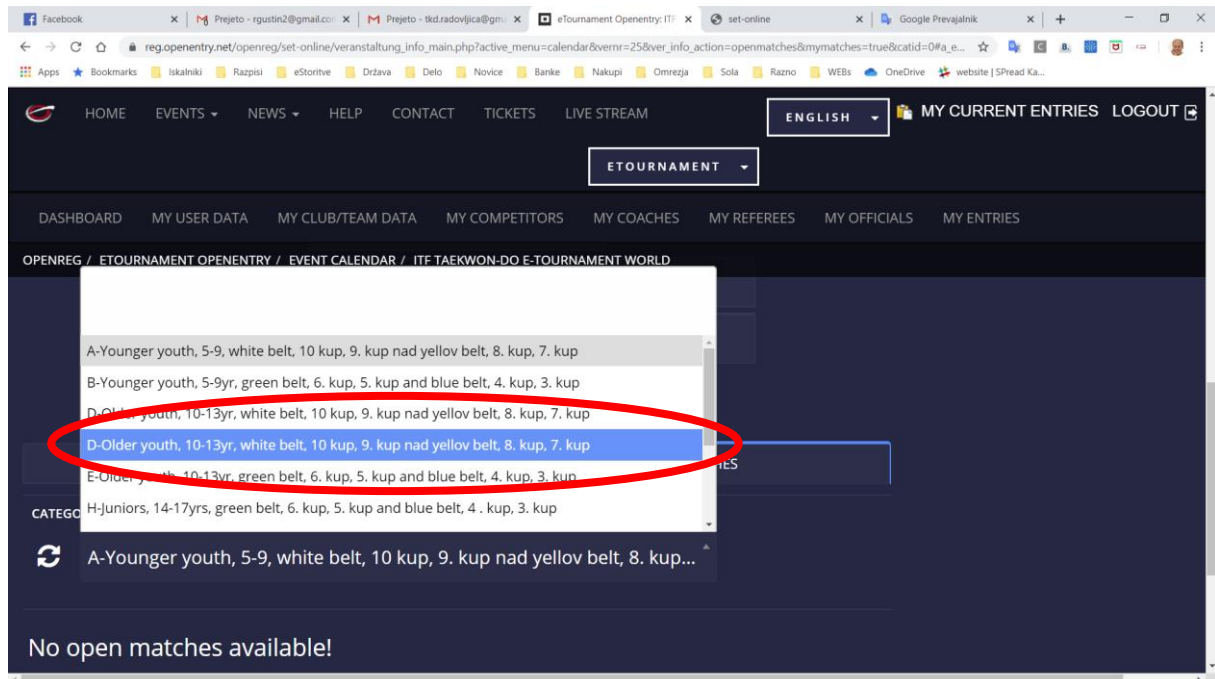 Facebook
Prejeto - rgustin2@gmail.con
Prejeto - tkd.radovljica@gma
eTournament Openentry: ITF
set-online
Google Prevajalnik
reg.openentry.net/openreg/set-online/veranstaltung_info_main.php?active_menu=calendar&vernr=25&ver_info_action=openmatches&mymatches=true&catid=0#a_e...
Apps Bookmarks Iskalniki Razpisi eStoritve Država Delo Novice Banke Nakupi Omrezja Sola Razno WEBs OneDrive website | SPread Ka...
HOME EVENTS NEWS HELP CONTACT TICKETS LIVE STREAM ENGLISH MY CURRENT ENTRIES LOGOUT
ETOURNAMENT
DASHBOARD MY USER DATA MY CLUB/TEAM DATA MY COMPETITORS MY COACHES MY REFEREES MY OFFICIALS MY ENTRIES
OPENREG / ETOURNAMENT OPENENTRY / EVENT CALENDAR / ITF TAEKWON-DO E-TOURNAMENT WORLD
A-Younger youth, 5-9, white belt, 10 kup, 9. kup nad yellov belt, 8. kup, 7. kup
B-Younger youth, 5-9yr, green belt, 6. kup, 5. kup and blue belt, 4. kup, 3. kup
D-Older youth, 10-13yr, white belt, 10 kup, 9. kup nad yellov belt, 8. kup, 7. kup
D-Older youth, 10-13yr, white belt, 10 kup, 9. kup nad yellov belt, 8. kup, 7. kup
E-Older youth, 10-13yr, green belt, 6. kup, 5. kup and blue belt, 4. kup, 3. kup
H-Juniors, 14-17yrs, green belt, 6. kup, 5. kup and blue belt, 4 . kup, 3. kup
CATEGO
A-Younger youth, 5-9, white belt, 10 kup, 9. kup nad yellov belt, 8. kup...
No open matches available!